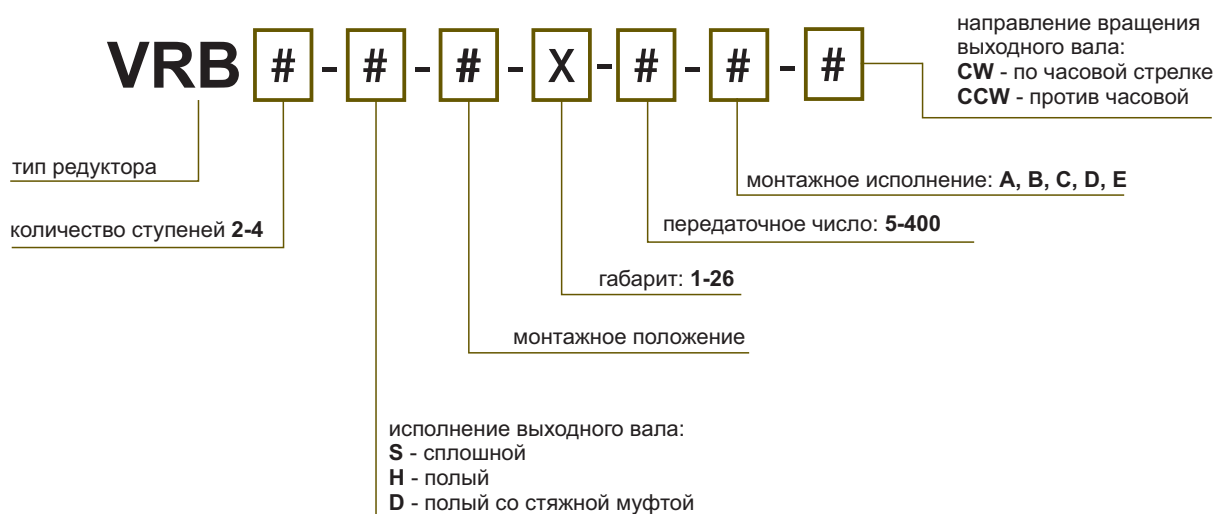 VRB # - # - # - X - # - # - #
направление вращения
выходного вала:
CW - по часовой стрелке
CCW - против часовой
тип редуктора
монтажное исполнение: A, B, C, D, E
количество ступеней 2-4
передаточное число: 5-400
габарит: 1-26
монтажное положение
исполнение выходного вала:
S - сплошной
H - полый
D - полый со стяжной муфтой